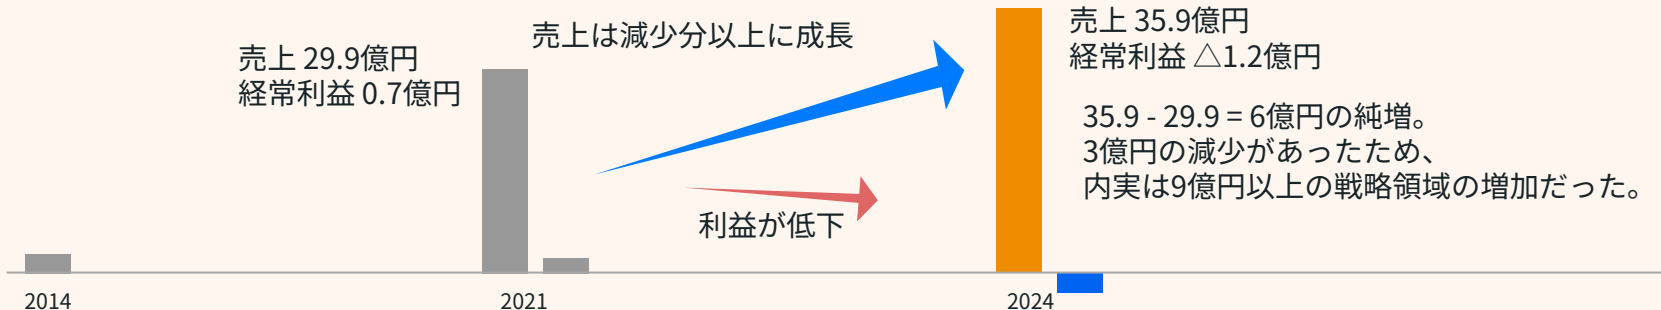 売上は減少分以上に成長
売上 29.9億円
経常利益 0.7億円
売上 35.9億円
経常利益 △1.2億円
35.9 - 29.9 = 6億円の純増。
3億円の減少があったため、
内実は9億円以上の戦略領域の増加だった。
利益が低下
2014
2021
2024